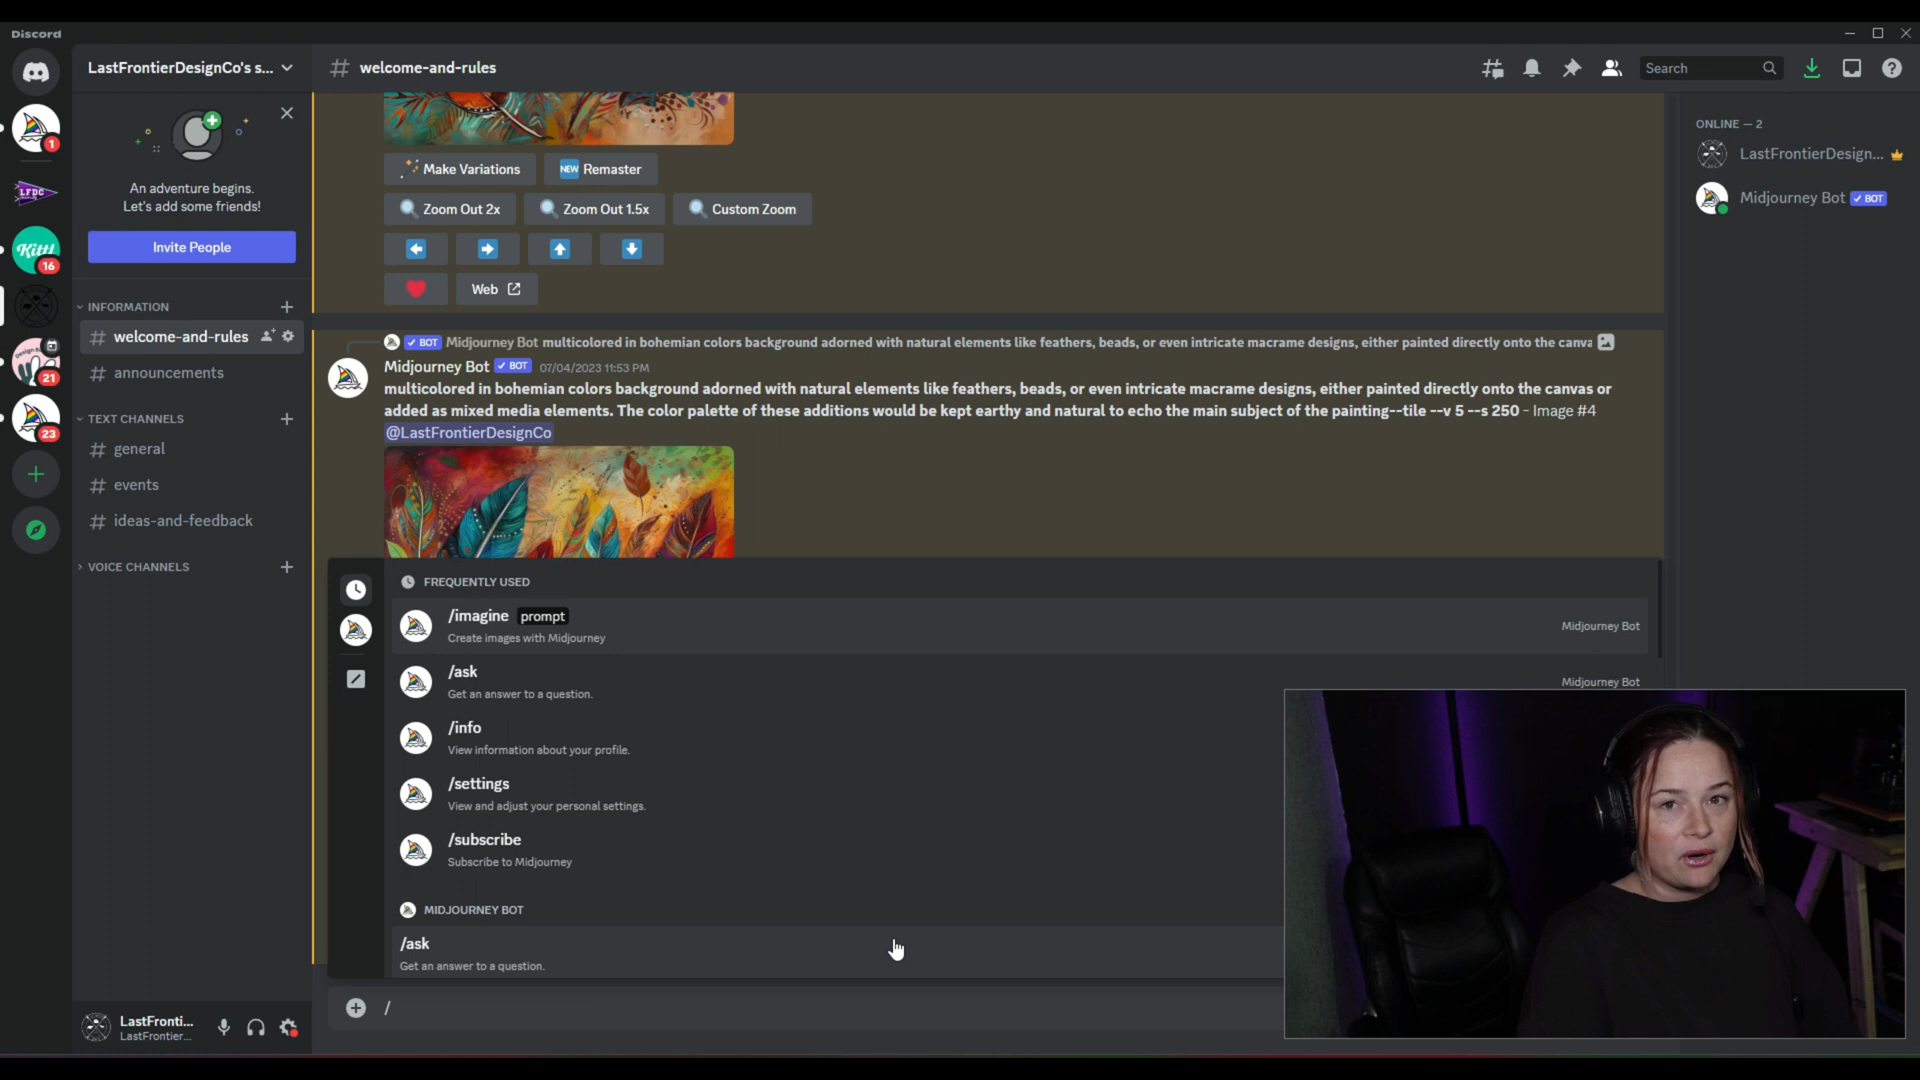 Discord
LastFrontierDesignCo's s...
welcome-and-rules
Search
1
LFDC
Kittl
16
21
23
An adventure begins.
Let's add some friends!
Invite People
INFORMATION
welcome-and-rules
announcements
TEXT CHANNELS
general
events
ideas-and-feedback
VOICE CHANNELS
LastFronti...
LastFrontier...
Make Variations
NEW Remaster
Zoom Out 2x
Zoom Out 1.5x
Custom Zoom
Web
BOT Midjourney Bot multicolored in bohemian colors background adorned with natural elements like feathers, beads, or even intricate macrame designs, either painted directly onto the canva
Midjourney Bot BOT 07/04/2023 11:53 PM
multicolored in bohemian colors background adorned with natural elements like feathers, beads, or even intricate macrame designs, either painted directly onto the canvas or
added as mixed media elements. The color palette of these additions would be kept earthy and natural to echo the main subject of the painting--tile --v 5 --s 250 - Image #4
@LastFrontierDesignCo
FREQUENTLY USED
/imagine prompt
Create images with Midjourney
Midjourney Bot
/ask
Get an answer to a question.
Midjourney Bot
/info
View information about your profile.
/settings
View and adjust your personal settings.
/subscribe
Subscribe to Midjourney
MIDJOURNEY BOT
/ask
Get an answer to a question.
/
ONLINE — 2
LastFrontierDesign...
Midjourney Bot BOT